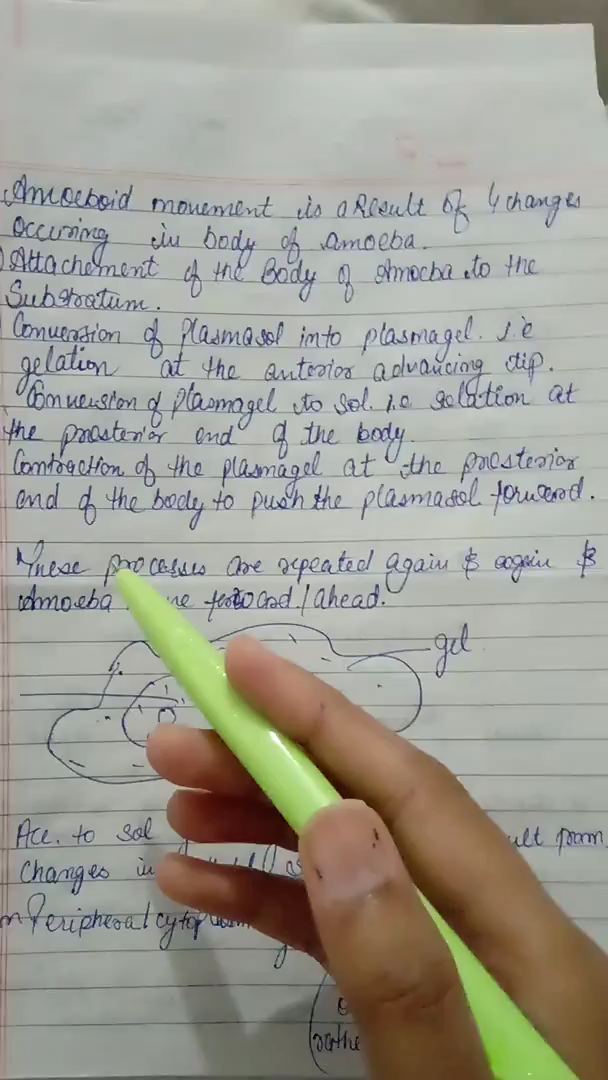 Amoeboid movement is a Result of 4 changes
Occuring in body of amoeba.
Attachement of the Body of Amoeba to the
Substratum.
Conversion of plasmasol into plasmagel. i.e
gelation at the anterior advancing tip.
Conversion of plasmagel to sol. i.e solation at
the prosterior end of the body.
Contraction of the plasmagel at the prosterior
end of the body to push the plasmasol forward.
These processes are repeated again & again &
Amoeba forward / ahead.
gel
Acc. to sol
Changes in
Peripheral